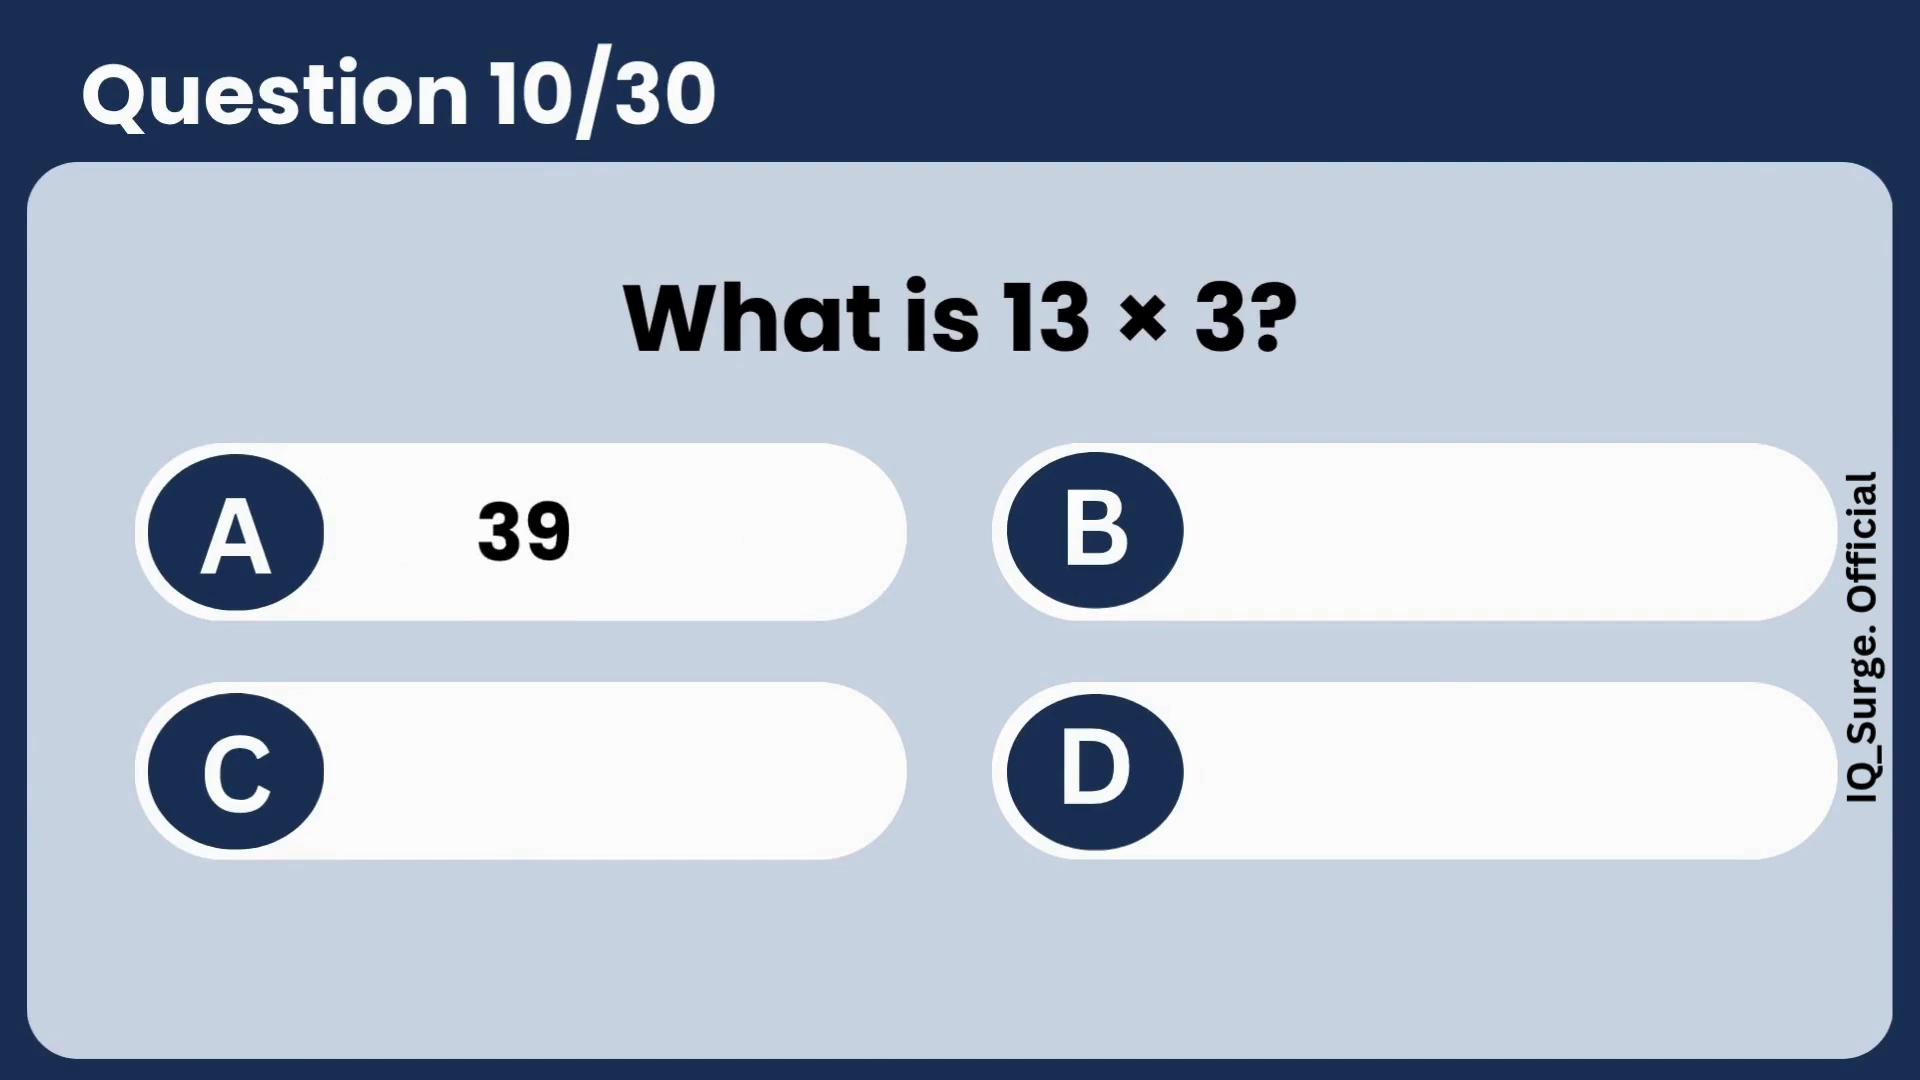 Question 10/30
What is 13 × 3?
A 39
B
C
D
IQ_Surge. Official